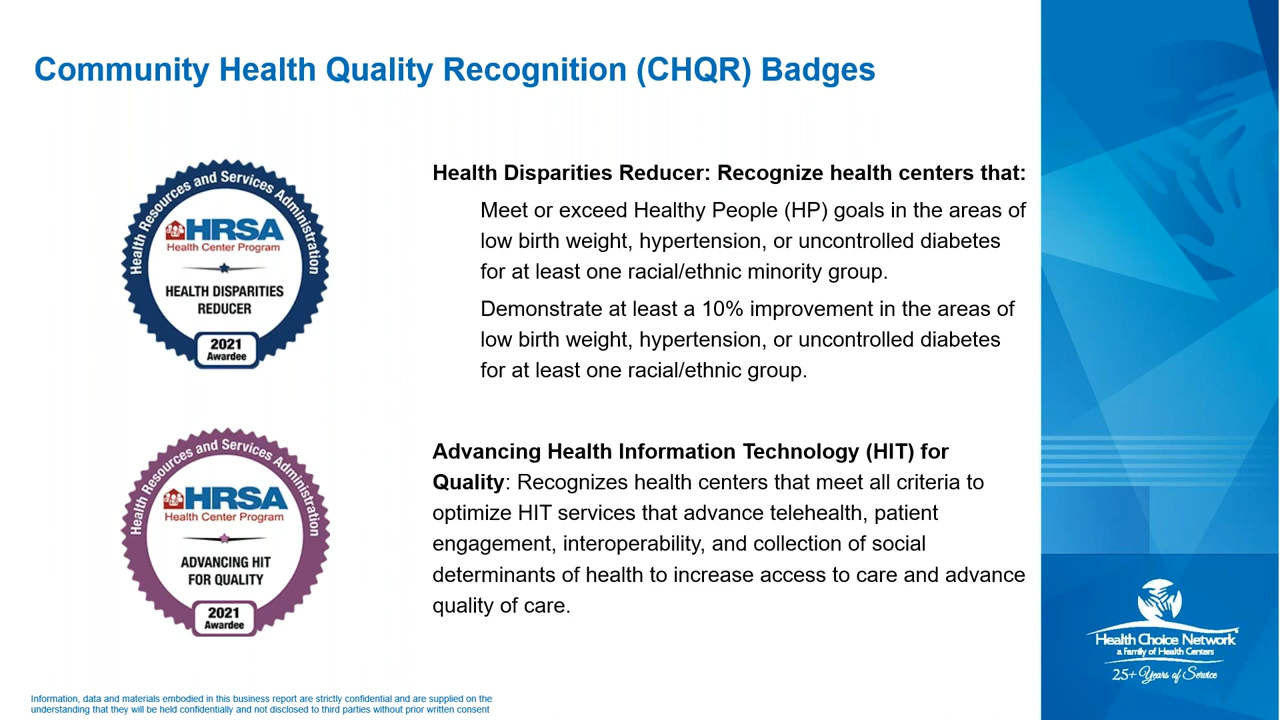 Community Health Quality Recognition (CHQR) Badges
Health Resources and Services Administration
HRSA
Health Center Program
HEALTH DISPARITIES
REDUCER
2021
Awardee
Health Disparities Reducer: Recognize health centers that:
Meet or exceed Healthy People (HP) goals in the areas of
low birth weight, hypertension, or uncontrolled diabetes
for at least one racial/ethnic minority group.
Demonstrate at least a 10% improvement in the areas of
low birth weight, hypertension, or uncontrolled diabetes
for at least one racial/ethnic group.
Health Resources and Services Administration
HRSA
Health Center Program
ADVANCING HIT
FOR QUALITY
2021
Awardee
Advancing Health Information Technology (HIT) for
Quality: Recognizes health centers that meet all criteria to
optimize HIT services that advance telehealth, patient
engagement, interoperability, and collection of social
determinants of health to increase access to care and advance
quality of care.
Health Choice Network
a Family of Health Centers
25+ Years of Service
Information, data and materials embodied in this business report are strictly confidential and are supplied on the
understanding that they will be held confidentially and not disclosed to third parties without prior written consent